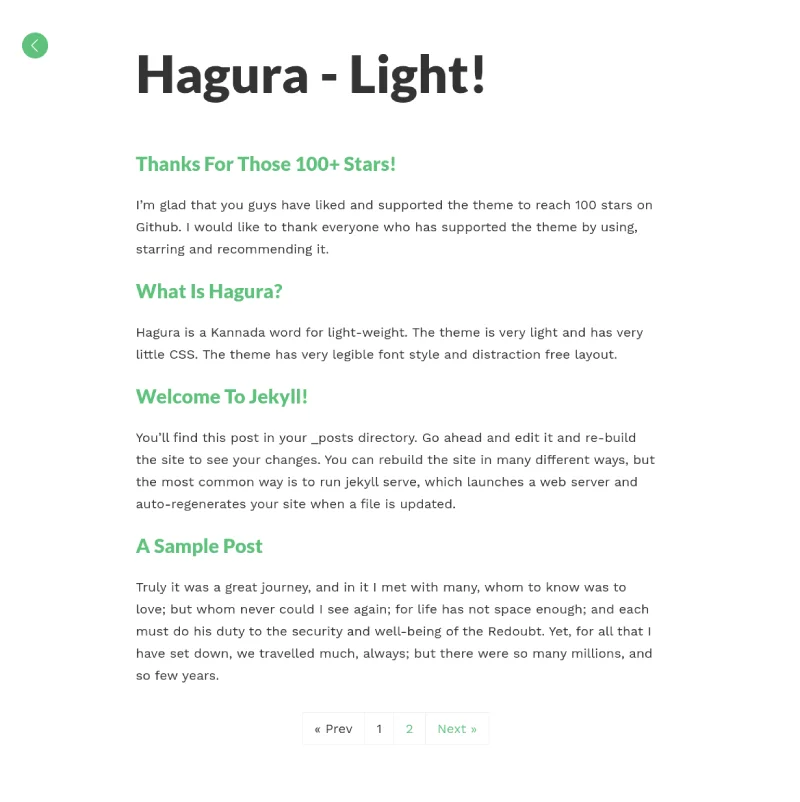 Hagura - Light!
Thanks For Those 100+ Stars!
I’m glad that you guys have liked and supported the theme to reach 100 stars on
Github. I would like to thank everyone who has supported the theme by using,
starring and recommending it.
What Is Hagura?
Hagura is a Kannada word for light-weight. The theme is very light and has very
little CSS. The theme has very legible font style and distraction free layout.
Welcome To Jekyll!
You’ll find this post in your _posts directory. Go ahead and edit it and re-build
the site to see your changes. You can rebuild the site in many different ways, but
the most common way is to run jekyll serve, which launches a web server and
auto-regenerates your site when a file is updated.
A Sample Post
Truly it was a great journey, and in it I met with many, whom to know was to
love; but whom never could I see again; for life has not space enough; and each
must do his duty to the security and well-being of the Redoubt. Yet, for all that I
have set down, we travelled much, always; but there were so many millions, and
so few years.
« Prev 1 2 Next »